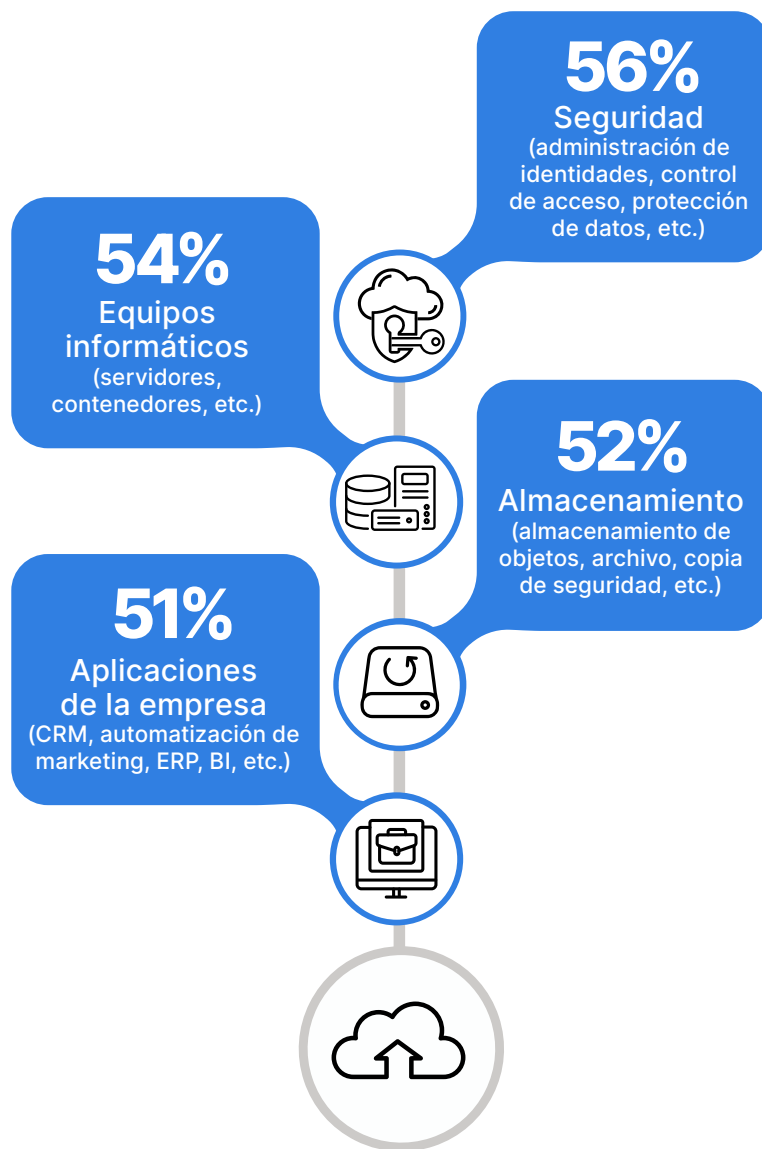 56%
Seguridad
(administración de
identidades, control
de acceso, protección
de datos, etc.)
54%
Equipos
informáticos
(servidores,
contenedores, etc.)
52%
Almacenamiento
(almacenamiento de
objetos, archivo, copia
de seguridad, etc.)
51%
Aplicaciones
de la empresa
(CRM, automatización de
marketing, ERP, BI, etc.)